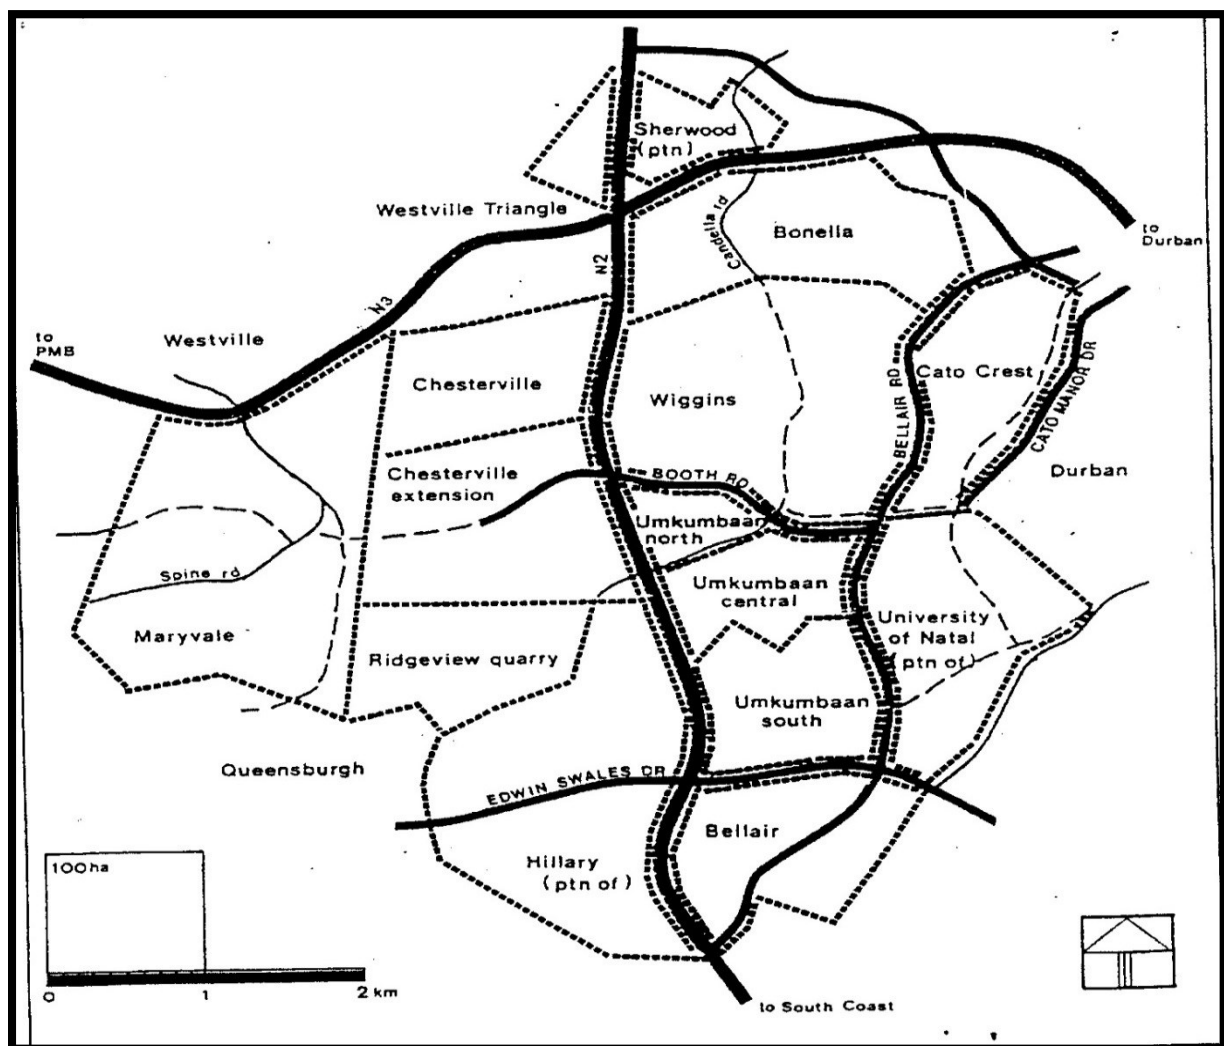 Sherwood
(ptn)
Westville Triangle
Candella rd
Bonella
to
Durban
N2
N3
to
PMB
Westville
Chesterville
Wiggins
BELLAIR RD
Cato Crest
CATO MANOR DR
Chesterville
extension
BOOTH RD
Durban
Umkumbaan
north
Spine rd
Umkumbaan
central
University
of Natal
(ptn of)
Maryvale
Ridgeview quarry
Umkumbaan
south
Queensburgh
EDWIN SWALES DR
Bellair
Hillary
(ptn of)
100 ha
0
1
2 km
to South Coast